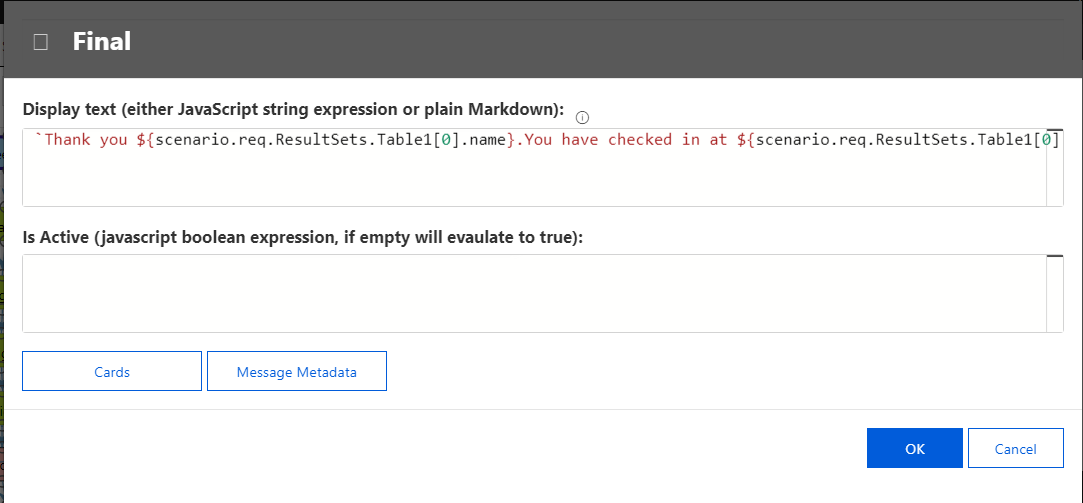 Final
Display text (either JavaScript string expression or plain Markdown):
`Thank you ${scenario.req.ResultSets.Table1[0].name}.You have checked in at ${scenario.req.ResultSets.Table1[0]
Is Active (javascript boolean expression, if empty will evaulate to true):
Cards
Message Metadata
OK
Cancel